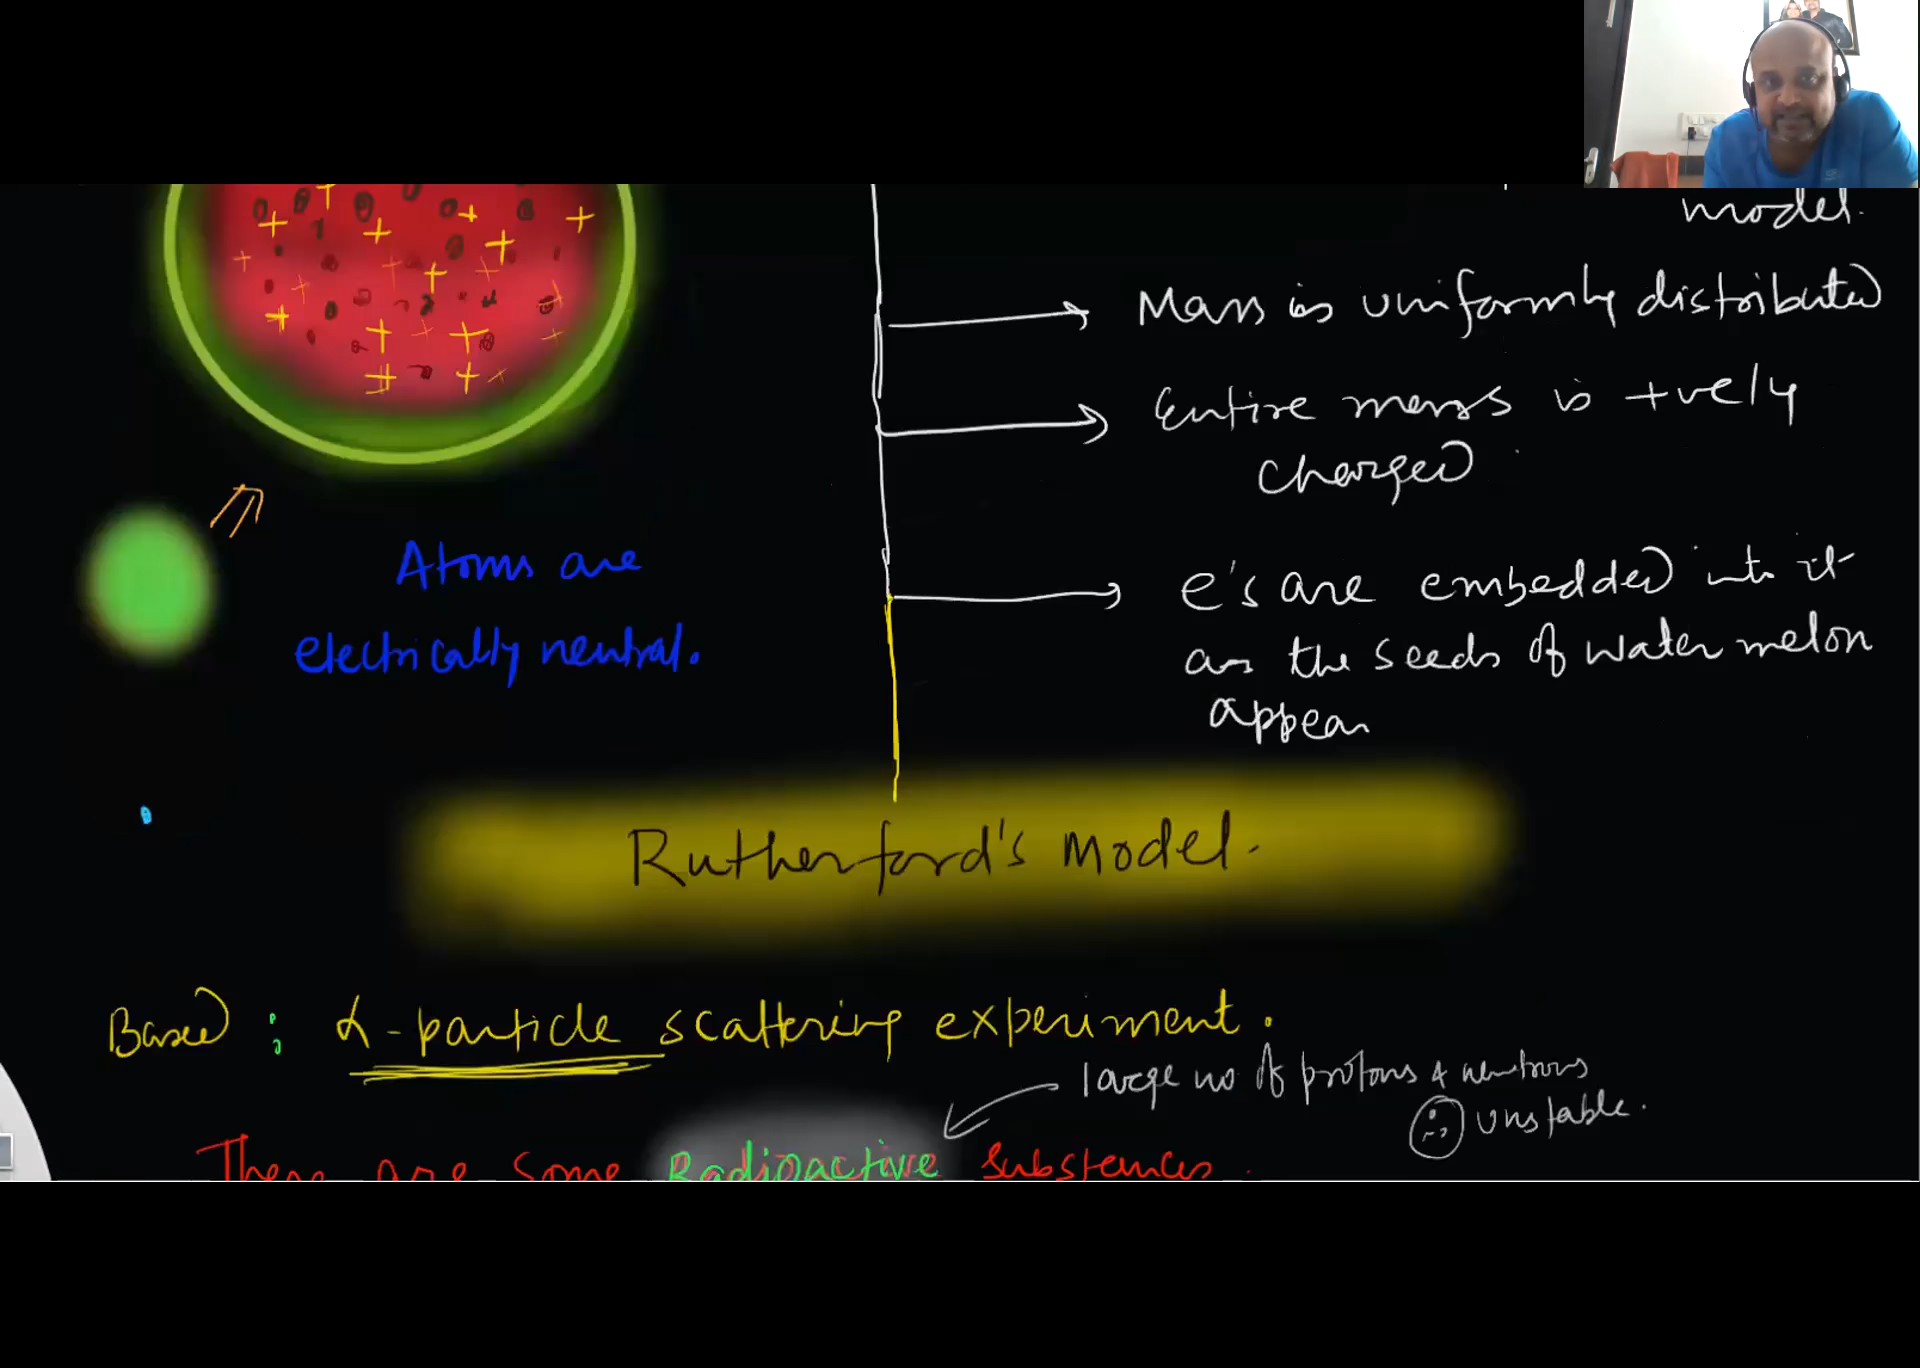 model.
Mass is uniformly distributed
Entire mass is +vely
charged
Atoms are
electrically neutral.
e's are embedded into it
as the seeds of water melon
appear
Rutherford's Model.
Based : α-particle scattering experiment.
large no of protons & neutrons
unstable.
There are some Radioactive Substances.